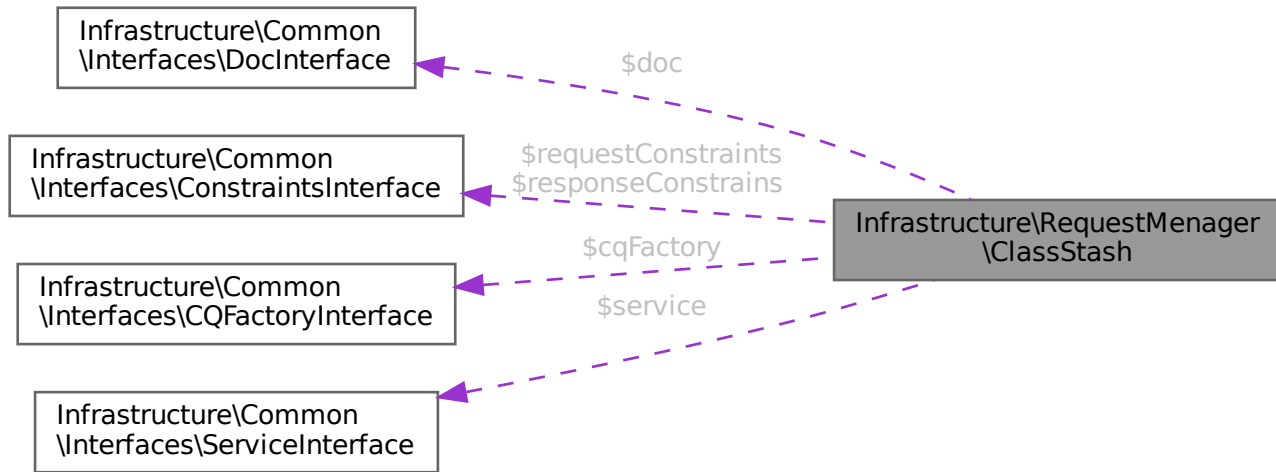 Infrastructure\Common
\Interfaces\DocInterface
$doc
Infrastructure\Common
\Interfaces\ConstraintsInterface
$requestConstraints
$responseConstrains
Infrastructure\RequestMenager
\ClassStash
$cqFactory
Infrastructure\Common
\Interfaces\CQFactoryInterface
$service
Infrastructure\Common
\Interfaces\ServiceInterface